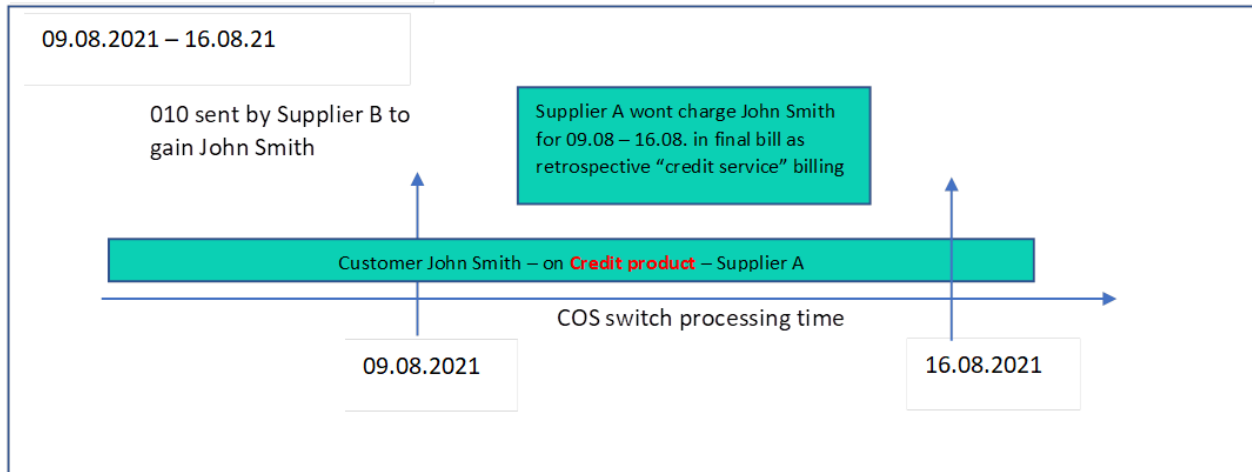 09.08.2021 – 16.08.21
010 sent by Supplier B to
gain John Smith
Supplier A wont charge John Smith
for 09.08 – 16.08. in final bill as
retrospective “credit service” billing
Customer John Smith – on Credit product – Supplier A
COS switch processing time
09.08.2021
16.08.2021